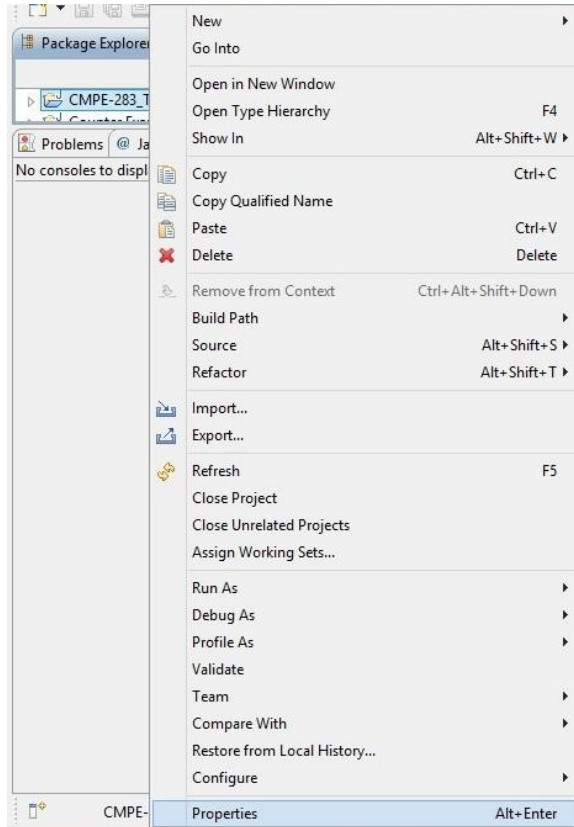 Package Explorer
CMPE-283_T
Problems @ Ja
No consoles to displ
CMPE-
New
Go Into
Open in New Window
Open Type Hierarchy F4
Show In Alt+Shift+W
Copy Ctrl+C
Copy Qualified Name
Paste Ctrl+V
Delete Delete
Remove from Context Ctrl+Alt+Shift+Down
Build Path
Source Alt+Shift+S
Refactor Alt+Shift+T
Import...
Export...
Refresh F5
Close Project
Close Unrelated Projects
Assign Working Sets...
Run As
Debug As
Profile As
Validate
Team
Compare With
Restore from Local History...
Configure
Properties Alt+Enter